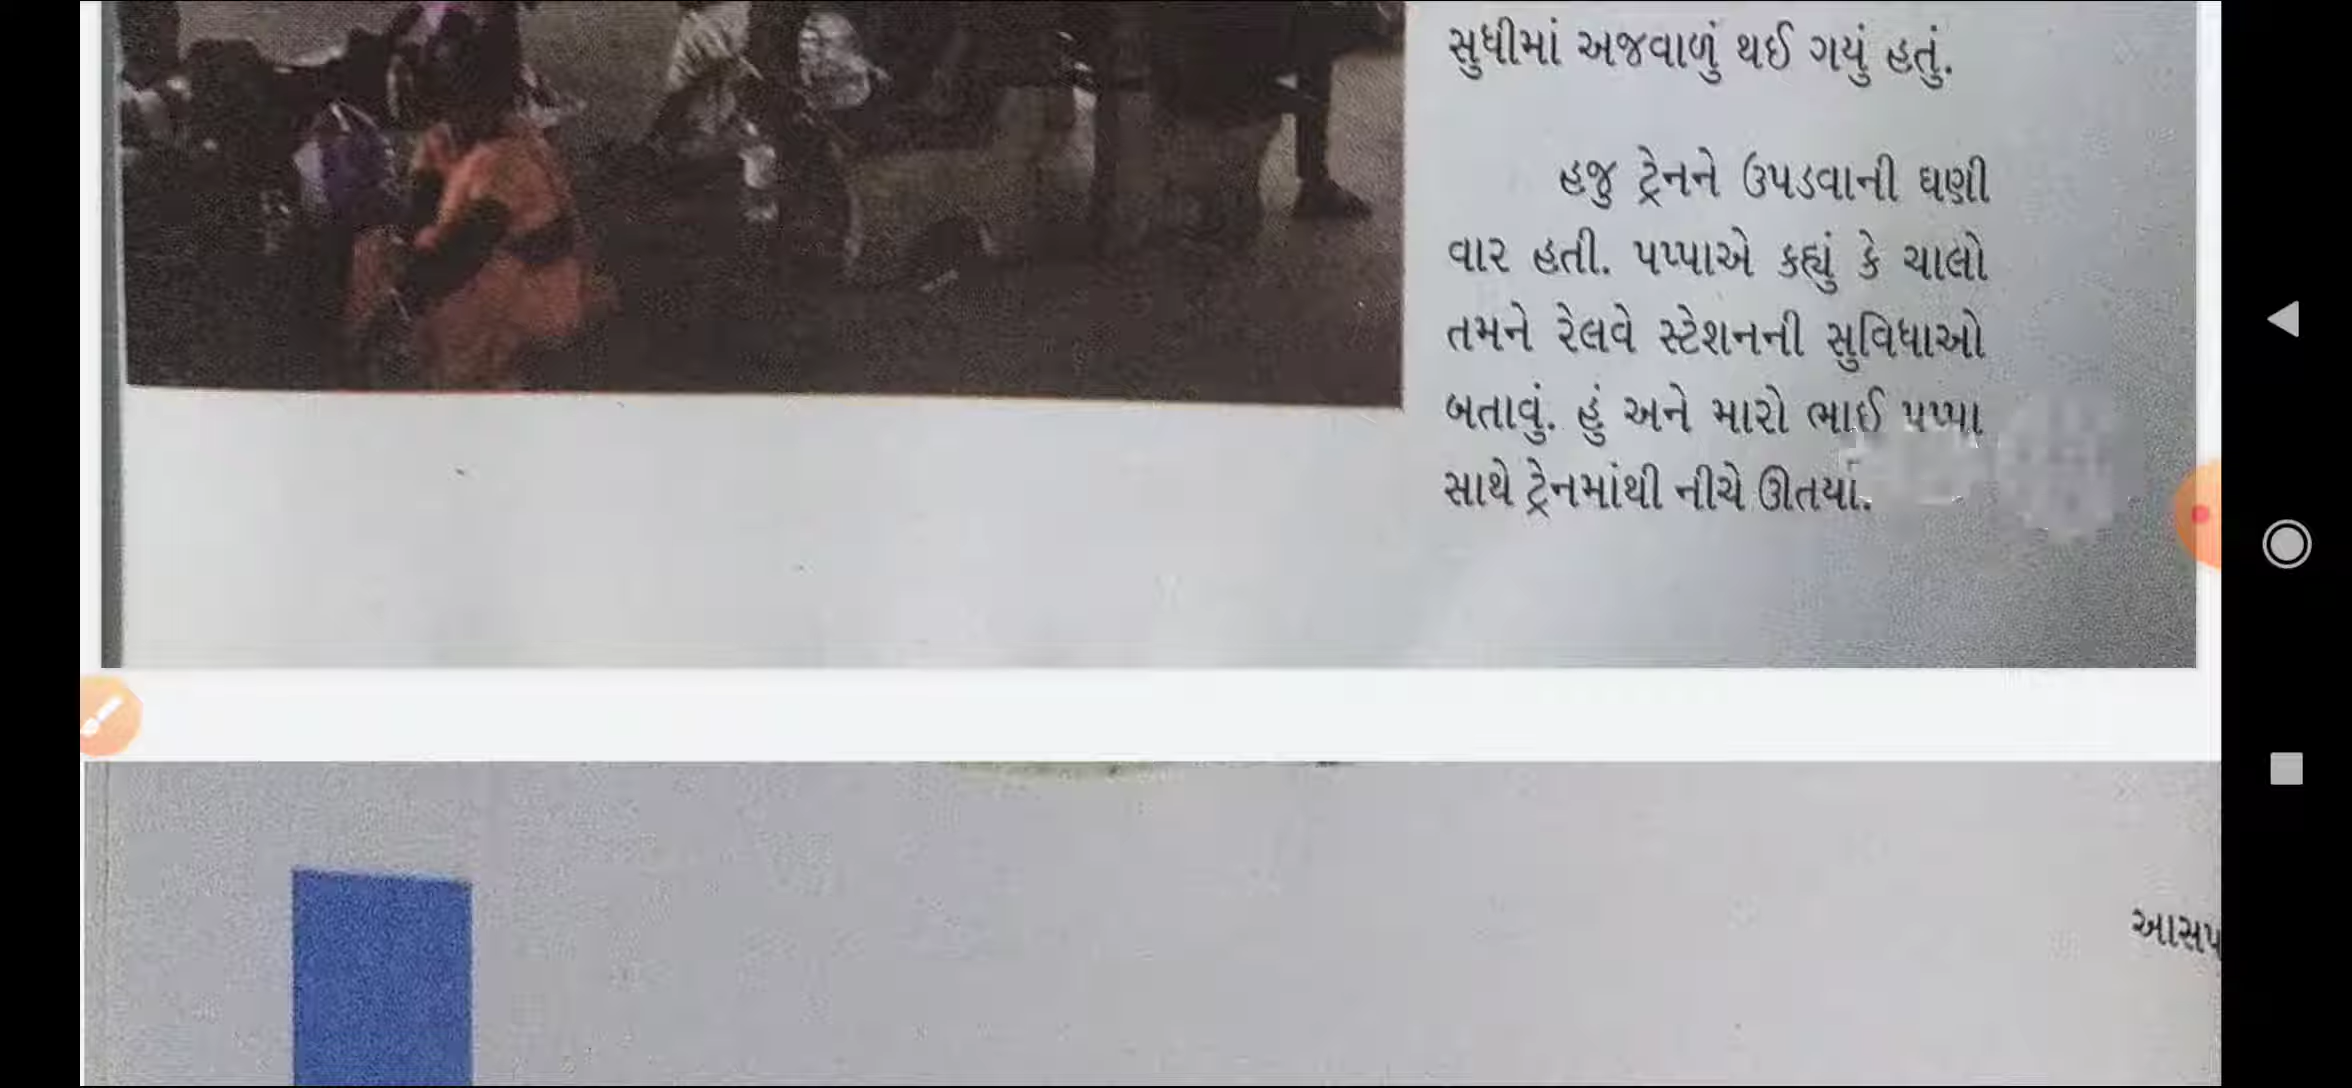 સુધીમાં અજવાળું થઈ ગયું હતું.
હજુ ટ્રેનને ઉપડવાની ઘણી
વાર હતી. પપ્પાએ કહ્યું કે ચાલો
તમને રેલવે સ્ટેશનની સુવિધાઓ
બતાવું. હું અને મારો ભાઈ પપ્પા
સાથે ટ્રેનમાંથી નીચે ઊતર્યા.